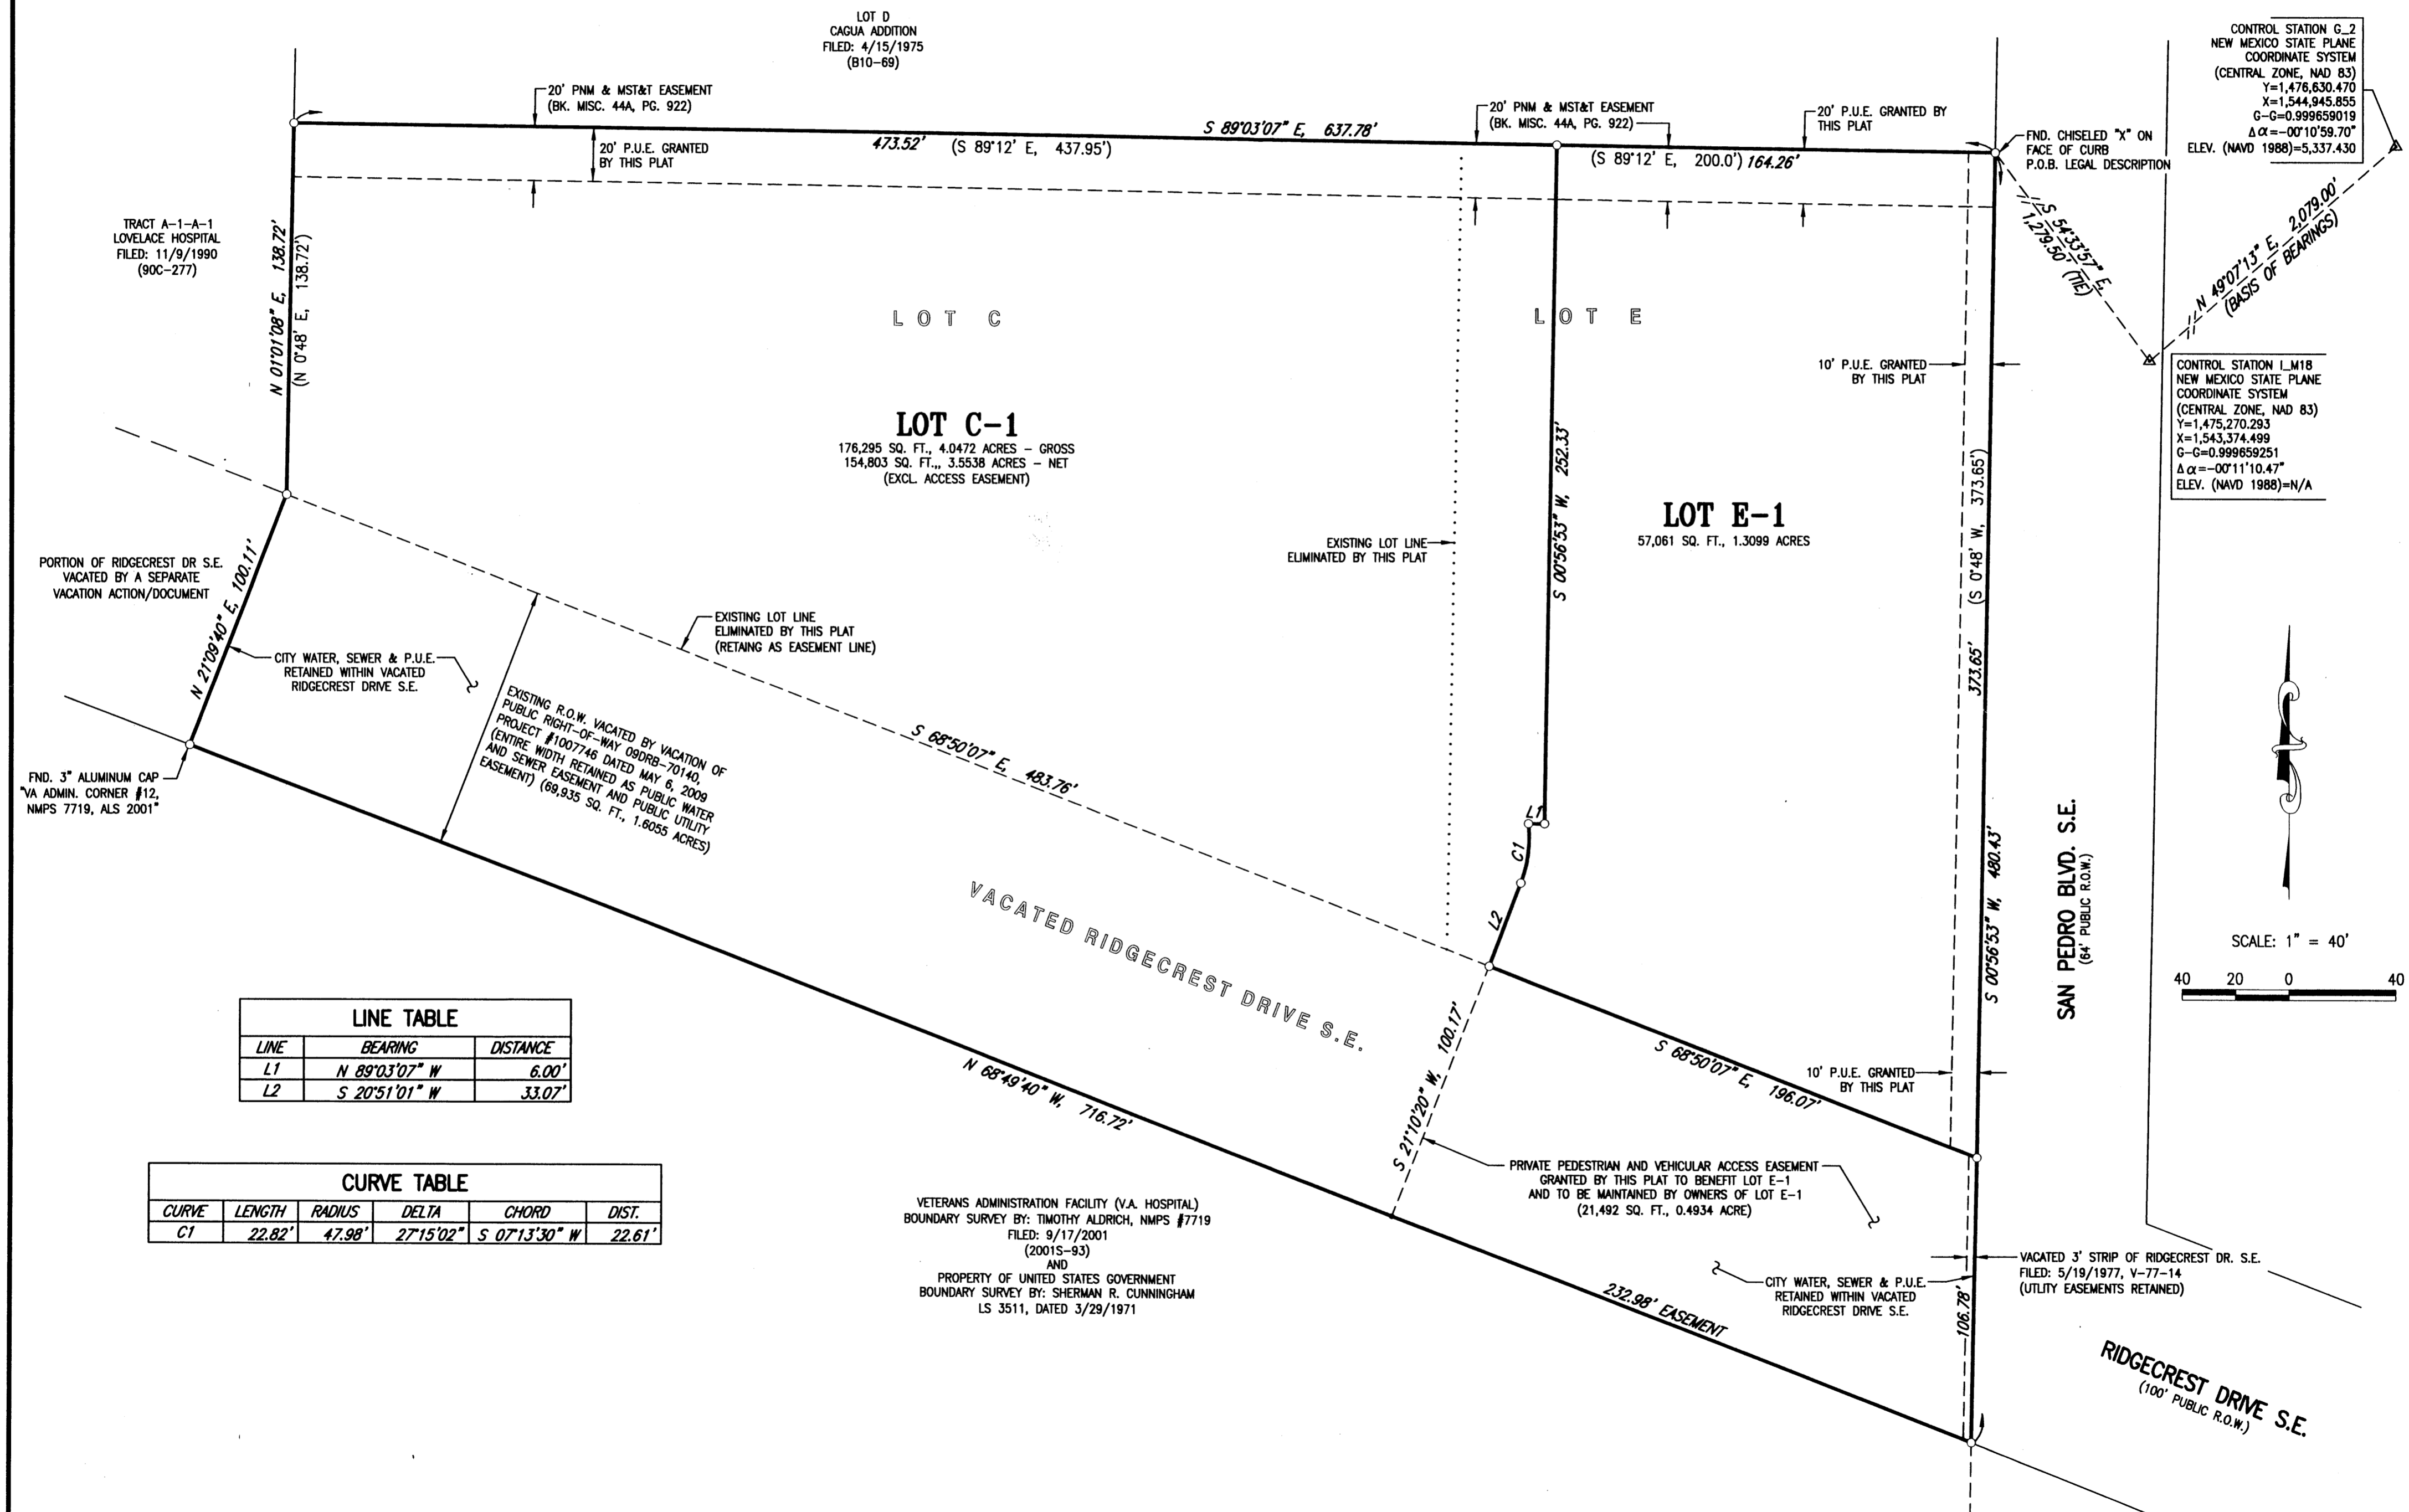 LOT D
CAGUA ADDITION
FILED: 4/15/1975
(B10-69)
CONTROL STATION G_2
NEW MEXICO STATE PLANE
COORDINATE SYSTEM
(CENTRAL ZONE, NAD 83)
Y=1,476,630.470
X=1,544,945.855
G-G=0.999659019
Δ α=-00°10'59.70"
ELEV. (NAVD 1988)=5,337.430
20' PNM & MST&T EASEMENT
(BK. MISC. 44A, PG. 922)
20' P.U.E. GRANTED
BY THIS PLAT
S 89°03'07" E, 637.78'
473.52' (S 89°12' E, 437.95')
20' PNM & MST&T EASEMENT
(BK. MISC. 44A, PG. 922)
20' P.U.E. GRANTED BY
THIS PLAT
(S 89°12' E, 200.0') 164.26'
FND. CHISELED "X" ON
FACE OF CURB
P.O.B. LEGAL DESCRIPTION
S 54°33'57" E,
1,279.50' (TIE)
N 49°07'13" E, 2,079.00'
(BASIS OF BEARINGS)
TRACT A-1-A-1
LOVELACE HOSPITAL
FILED: 11/9/1990
(90C-277)
N 01°01'08" E, 138.72'
(N 0°48' E, 138.72')
LOT C
LOT E
10' P.U.E. GRANTED
BY THIS PLAT
CONTROL STATION I_M18
NEW MEXICO STATE PLANE
COORDINATE SYSTEM
(CENTRAL ZONE, NAD 83)
Y=1,475,270.293
X=1,543,374.499
G-G=0.999659251
Δ α=-00°11'10.47"
ELEV. (NAVD 1988)=N/A
LOT C-1
176,295 SQ. FT., 4.0472 ACRES - GROSS
154,803 SQ. FT.,, 3.5538 ACRES - NET
(EXCL. ACCESS EASEMENT)
S 00°56'53" W, 252.33'
LOT E-1
57,061 SQ. FT., 1.3099 ACRES
373.65' (S 0°48' W, 373.65')
EXISTING LOT LINE
ELIMINATED BY THIS PLAT
PORTION OF RIDGECREST DR S.E.
VACATED BY A SEPARATE
VACATION ACTION/DOCUMENT
N 21°09'40" E, 100.11'
CITY WATER, SEWER & P.U.E.
RETAINED WITHIN VACATED
RIDGECREST DRIVE S.E.
EXISTING LOT LINE
ELIMINATED BY THIS PLAT
(RETAING AS EASEMENT LINE)
EXISTING R.O.W. VACATED BY VACATION OF
PUBLIC RIGHT-OF-WAY 09DRB-70140,
PROJECT #1007746 DATED MAY 6, 2009
(ENTIRE WIDTH RETAINED AS PUBLIC WATER
AND SEWER EASEMENT AND PUBLIC UTILITY
EASEMENT) (69,935 SQ. FT., 1.6055 ACRES)
S 68°50'07" E, 483.76'
FND. 3" ALUMINUM CAP
"VA ADMIN. CORNER #12,
NMPS 7719, ALS 2001"
L1
C1
L2
S 00°56'53" W, 480.43'
SAN PEDRO BLVD. S.E.
(64' PUBLIC R.O.W.)
SCALE: 1" = 40'
40 20 0 40
VACATED RIDGECREST DRIVE S.E.
S 21°10'20" W, 100.17'
S 68°50'07" E, 196.07'
10' P.U.E. GRANTED
BY THIS PLAT
N 68°49'40" W, 716.72'
LINE TABLE
LINE BEARING DISTANCE
L1 N 89°03'07" W 6.00'
L2 S 20°51'01" W 33.07'
CURVE TABLE
CURVE LENGTH RADIUS DELTA CHORD DIST.
C1 22.82' 47.98' 27°15'02" S 07°13'30" W 22.61'
PRIVATE PEDESTRIAN AND VEHICULAR ACCESS EASEMENT
GRANTED BY THIS PLAT TO BENEFIT LOT E-1
AND TO BE MAINTAINED BY OWNERS OF LOT E-1
(21,492 SQ. FT., 0.4934 ACRE)
VETERANS ADMINISTRATION FACILITY (V.A. HOSPITAL)
BOUNDARY SURVEY BY: TIMOTHY ALDRICH, NMPS #7719
FILED: 9/17/2001
(2001S-93)
AND
PROPERTY OF UNITED STATES GOVERNMENT
BOUNDARY SURVEY BY: SHERMAN R. CUNNINGHAM
LS 3511, DATED 3/29/1971
232.98' EASEMENT
CITY WATER, SEWER & P.U.E.
RETAINED WITHIN VACATED
RIDGECREST DRIVE S.E.
106.78'
VACATED 3' STRIP OF RIDGECREST DR. S.E.
FILED: 5/19/1977, V-77-14
(UTLITY EASEMENTS RETAINED)
RIDGECREST DRIVE S.E.
(100' PUBLIC R.O.W.)